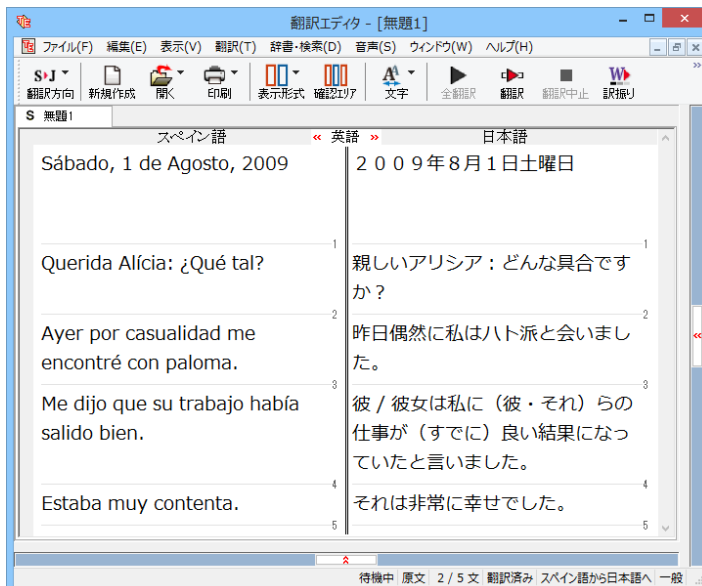 翻訳エディタ - [無題1]
ファイル(F) 編集(E) 表示(V) 翻訳(T) 辞書・検索(D) 音声(S) ウィンドウ(W) ヘルプ(H)
S▸J
翻訳方向 新規作成 開く 印刷 表示形式 確認エリア 文字 全翻訳 翻訳 翻訳中止 訳振り
S 無題1
スペイン語 « 英語 » 日本語
Sábado, 1 de Agosto, 2009
２００９年８月１日土曜日
1 1
Querida Alícia: ¿Qué tal?
親しいアリシア：どんな具合です
か？
2 2
Ayer por casualidad me
encontré con paloma.
昨日偶然に私はハト派と会いまし
た。
3 3
Me dijo que su trabajo había
salido bien.
彼 / 彼女は私に（彼・それ）らの
仕事が（すでに）良い結果になっ
ていたと言いました。
4 4
Estaba muy contenta.
それは非常に幸せでした。
5 5
待機中 原文 2 / 5 文 翻訳済み スペイン語から日本語へ 一般